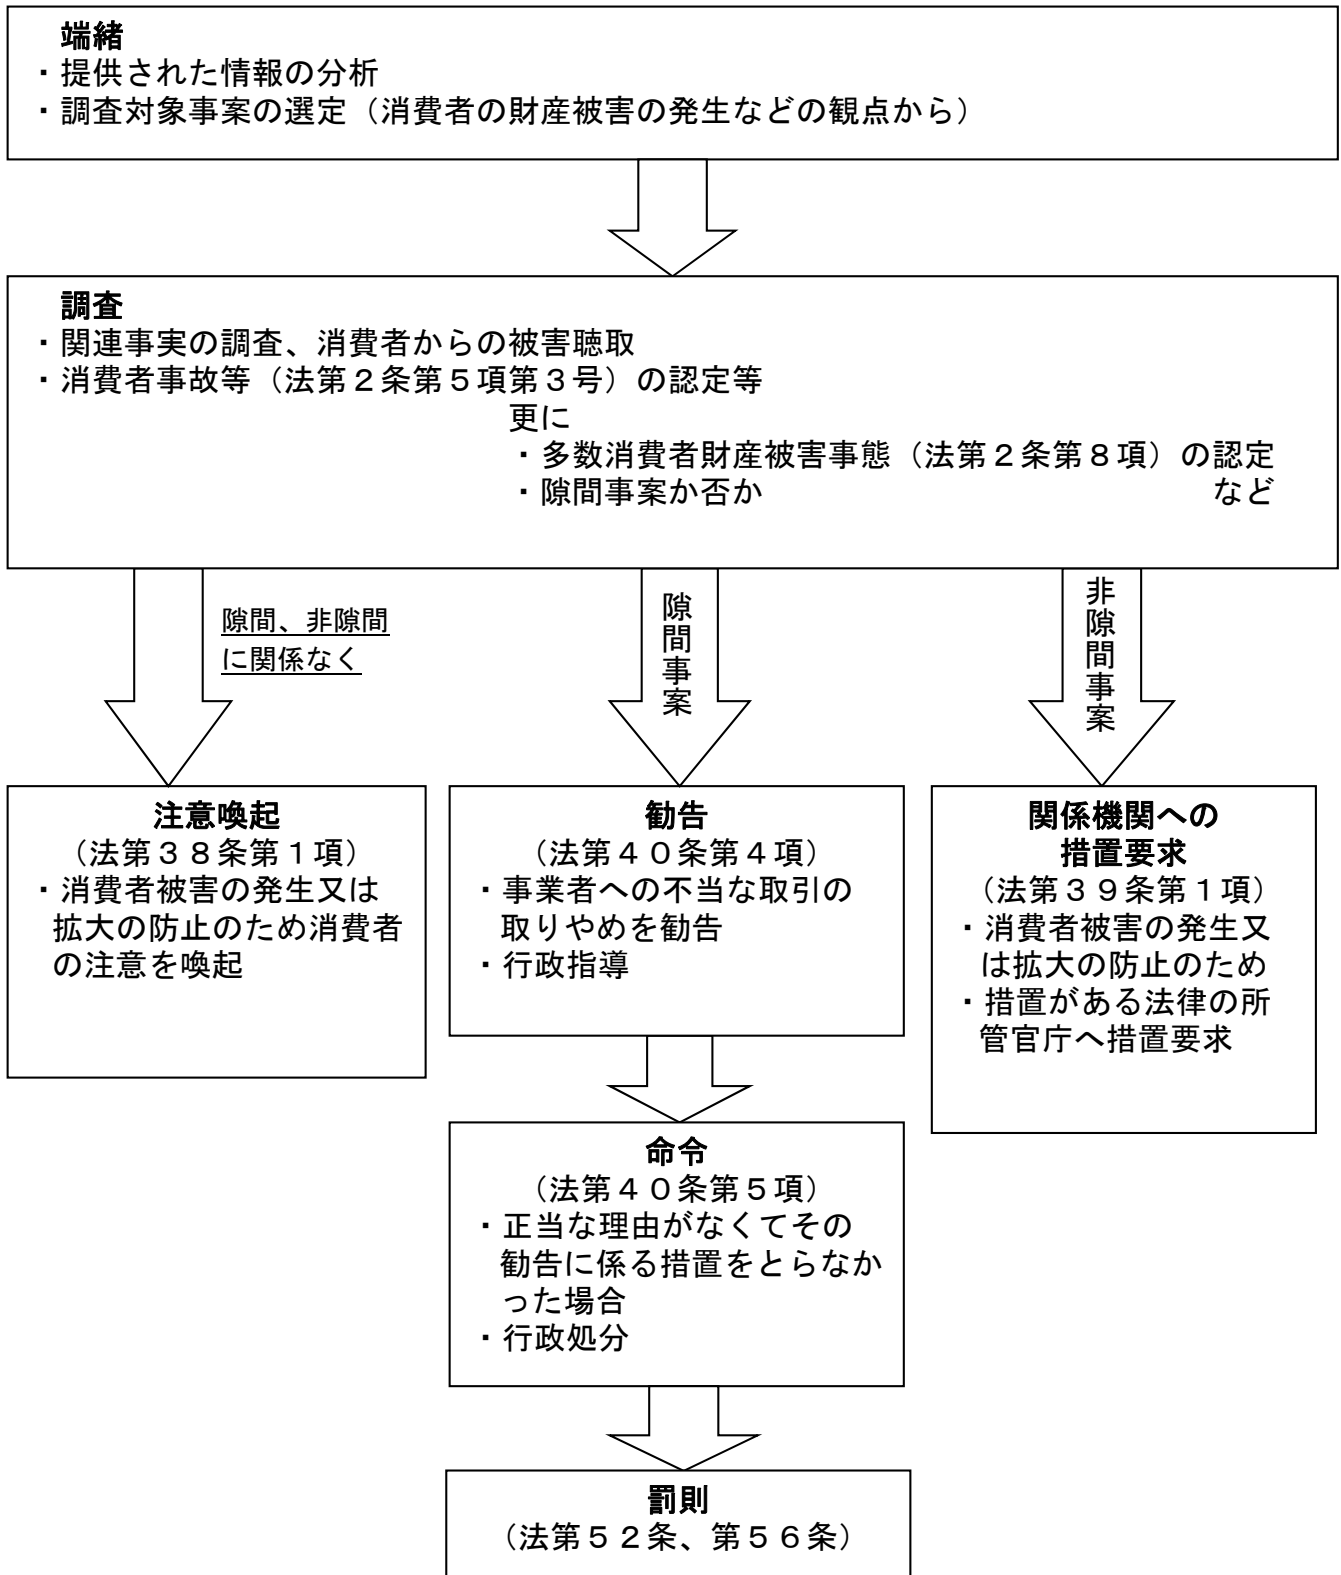 端緒
・提供された情報の分析
・調査対象事案の選定（消費者の財産被害の発生などの観点から）
調査
・関連事実の調査、消費者からの被害聴取
・消費者事故等（法第２条第５項第３号）の認定等
更に
・多数消費者財産被害事態（法第２条第８項）の認定
・隙間事案か否か　など
隙間、非隙間
に関係なく
隙間事案
非隙間事案
注意喚起
（法第３８条第１項）
・消費者被害の発生又は
拡大の防止のため消費者
の注意を喚起
勧告
（法第４０条第４項）
・事業者への不当な取引の
取りやめを勧告
・行政指導
関係機関への
措置要求
（法第３９条第１項）
・消費者被害の発生又
は拡大の防止のため
・措置がある法律の所
管官庁へ措置要求
命令
（法第４０条第５項）
・正当な理由がなくてその
勧告に係る措置をとらなか
った場合
・行政処分
罰則
（法第５２条、第５６条）